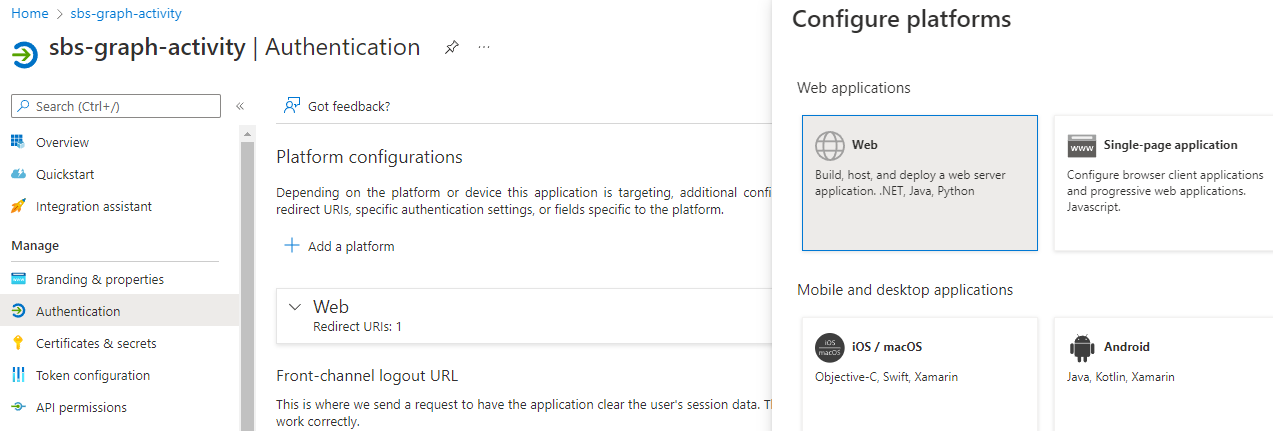 Home > sbs-graph-activity
sbs-graph-activity | Authentication
Search (Ctrl+/)
«
Overview
Quickstart
Integration assistant
Manage
Branding & properties
Authentication
Certificates & secrets
Token configuration
API permissions
Got feedback?
Platform configurations
Depending on the platform or device this application is targeting, additional confi
redirect URIs, specific authentication settings, or fields specific to the platform.
Add a platform
Web
Redirect URIs: 1
Front-channel logout URL
This is where we send a request to have the application clear the user's session data. Th
work correctly.
Configure platforms
Web applications
Web
Build, host, and deploy a web server
application. .NET, Java, Python
www
Single-page application
Configure browser client applications
and progressive web applications.
Javascript.
Mobile and desktop applications
iOS
macOS
iOS / macOS
Objective-C, Swift, Xamarin
Android
Java, Kotlin, Xamarin